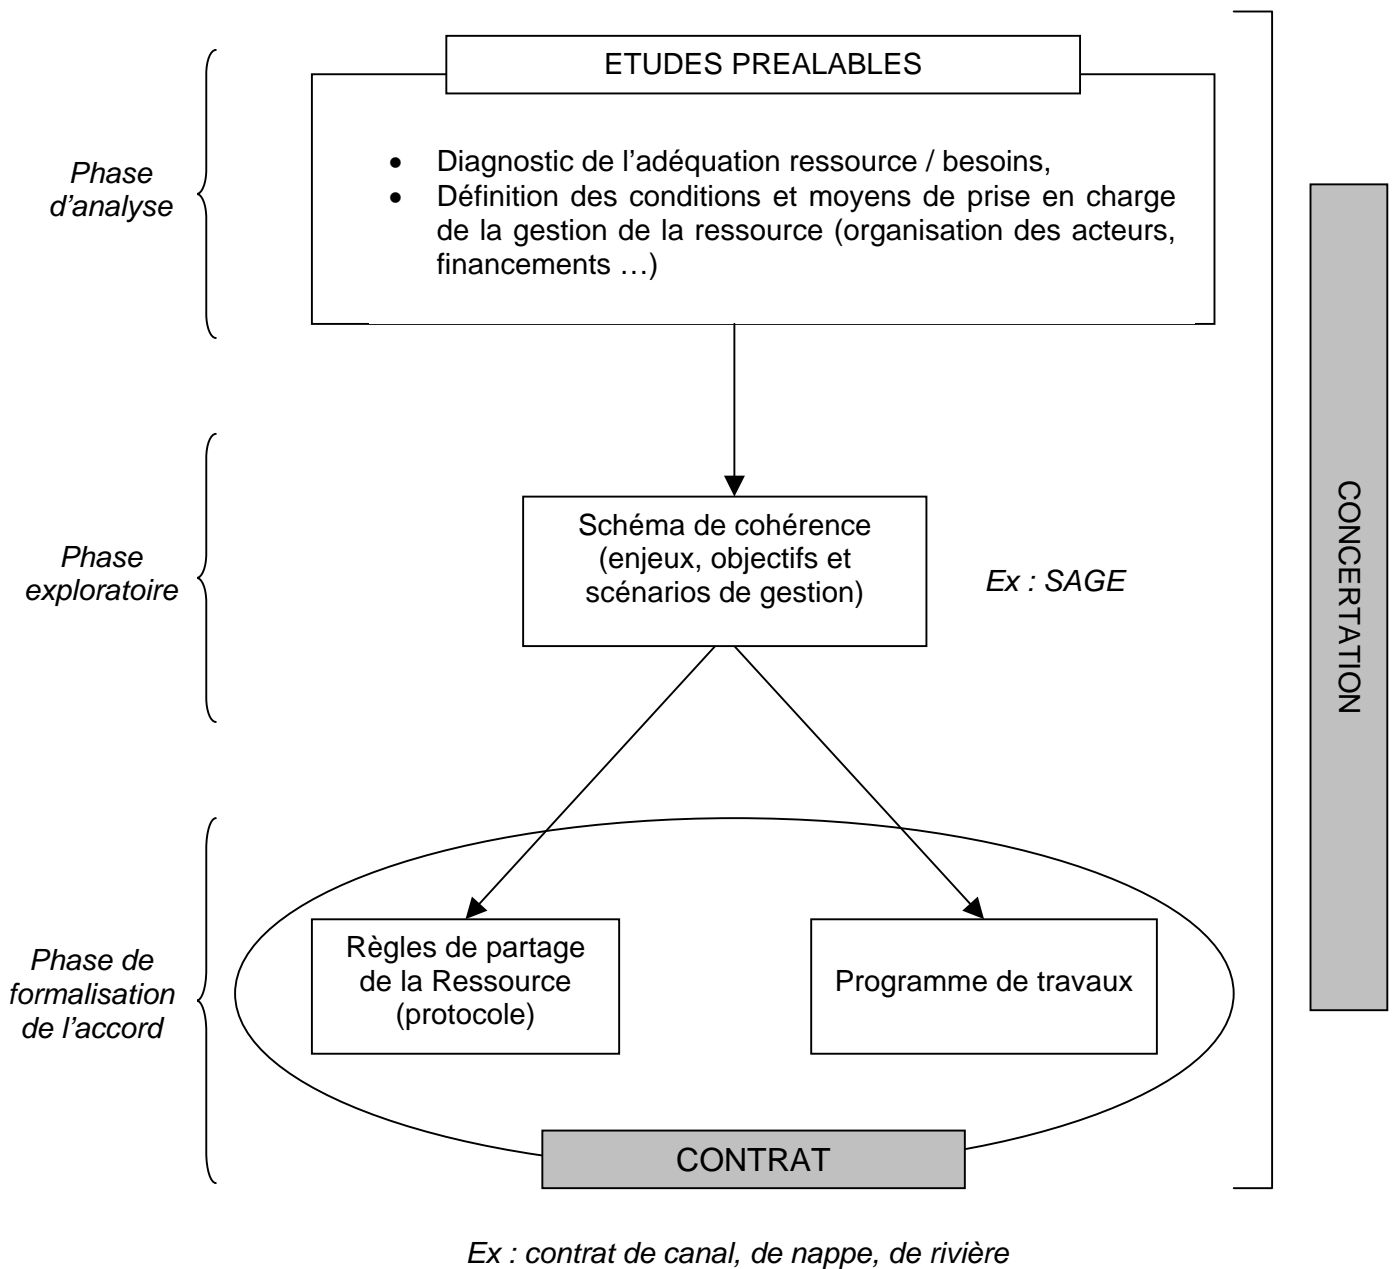 ETUDES PREALABLES
Phase
d’analyse
• Diagnostic de l’adéquation ressource / besoins,
• Définition des conditions et moyens de prise en charge
de la gestion de la ressource (organisation des acteurs,
financements …)
Phase
exploratoire
Schéma de cohérence
(enjeux, objectifs et
scénarios de gestion)
Ex : SAGE
CONCERTATION
Phase de
formalisation
de l’accord
Règles de partage
de la Ressource
(protocole)
Programme de travaux
CONTRAT
Ex : contrat de canal, de nappe, de rivière